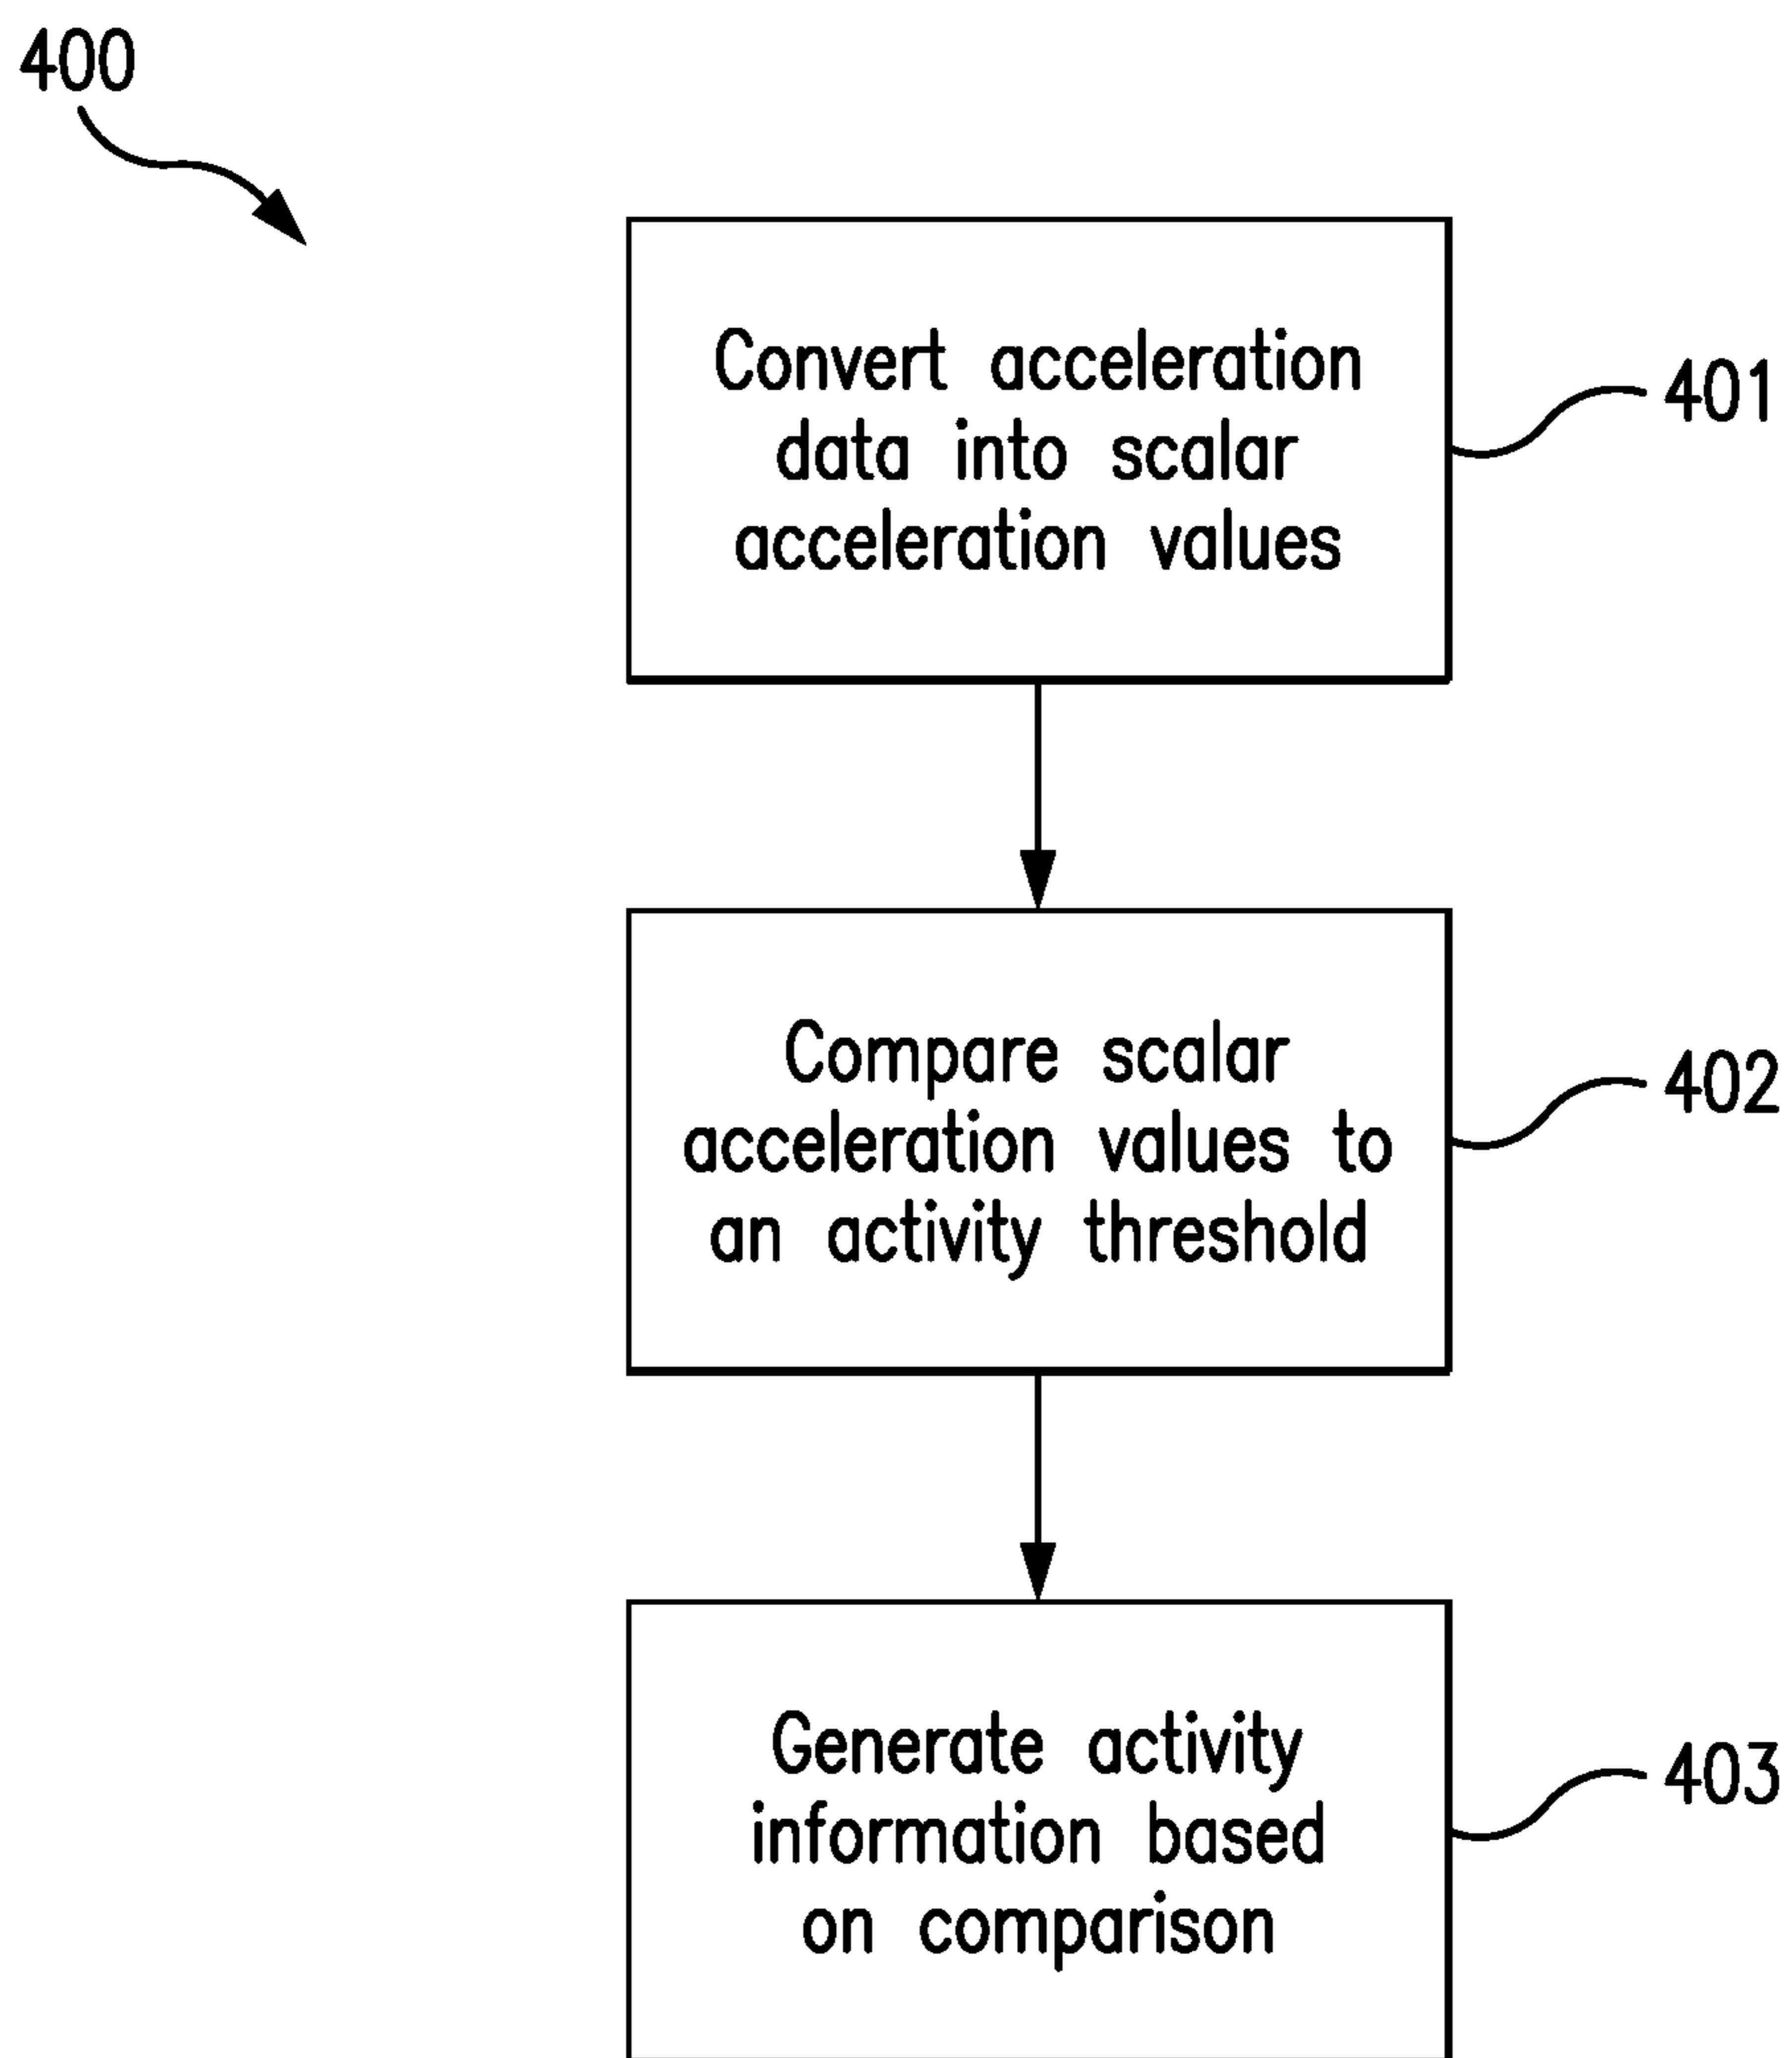 400
Convert acceleration
data into scalar
acceleration values
401
Compare scalar
acceleration values to
an activity threshold
402
Generate activity
information based
on comparison
403